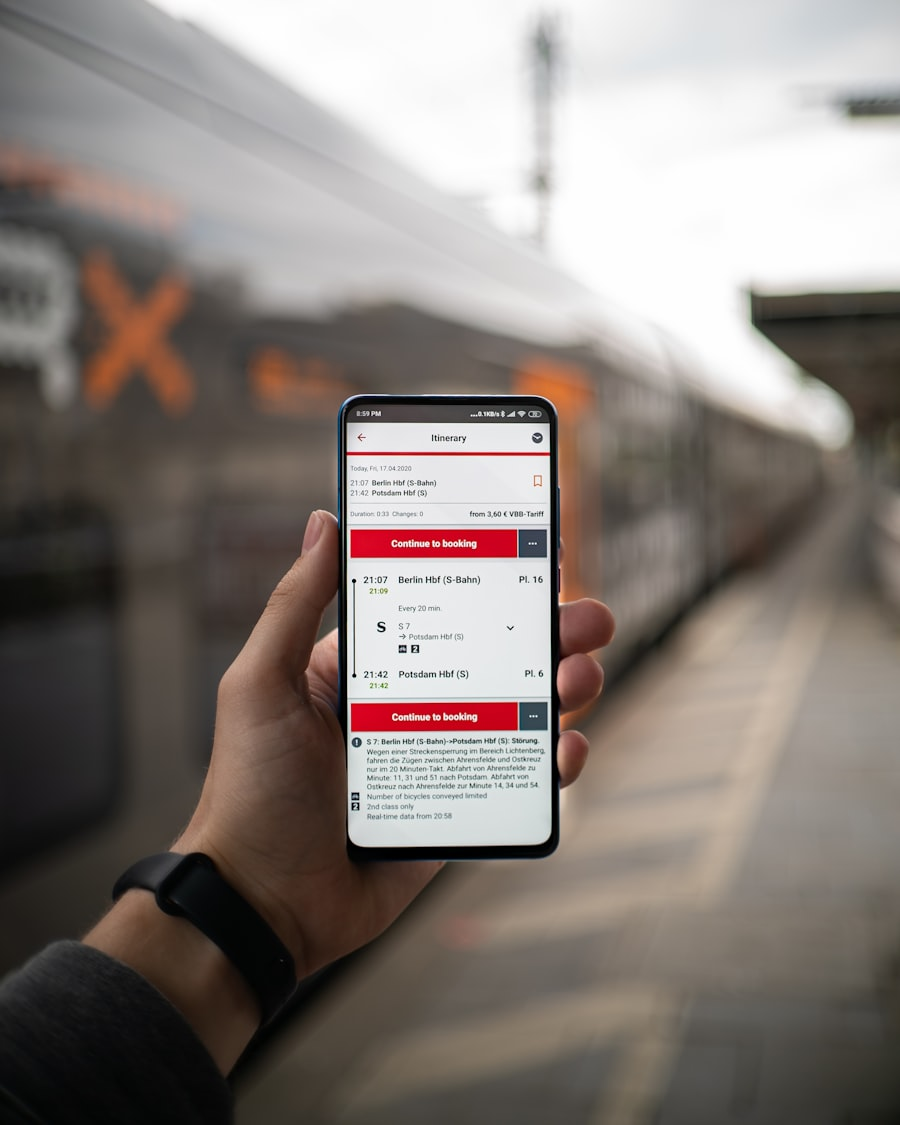 X
8:59 PM ...0.1KB/s
Itinerary
Today, Fri, 17.04.2020
21:07 Berlin Hbf (S-Bahn)
21:42 Potsdam Hbf (S)
Duration: 0:33 Changes: 0 from 3,60 € VBB-Tariff
Continue to booking ...
21:07 Berlin Hbf (S-Bahn) Pl. 16
21:09
Every 20 min.
S S 7
→ Potsdam Hbf (S)
2
21:42 Potsdam Hbf (S) Pl. 6
21:42
Continue to booking ...
S 7: Berlin Hbf (S-Bahn)->Potsdam Hbf (S): Störung.
Wegen einer Streckensperrung im Bereich Lichtenberg,
fahren die Zügen zwischen Ahrensfelde und Ostkreuz
nur im 20 Minuten-Takt. Abfahrt von Ahrensfelde zu
Minute: 11, 31 und 51 nach Potsdam. Abfahrt von
Ostkreuz nach Ahrensfelde zur Minute 14, 34 und 54.
Number of bicycles conveyed limited
2 2nd class only
Real-time data from 20:58